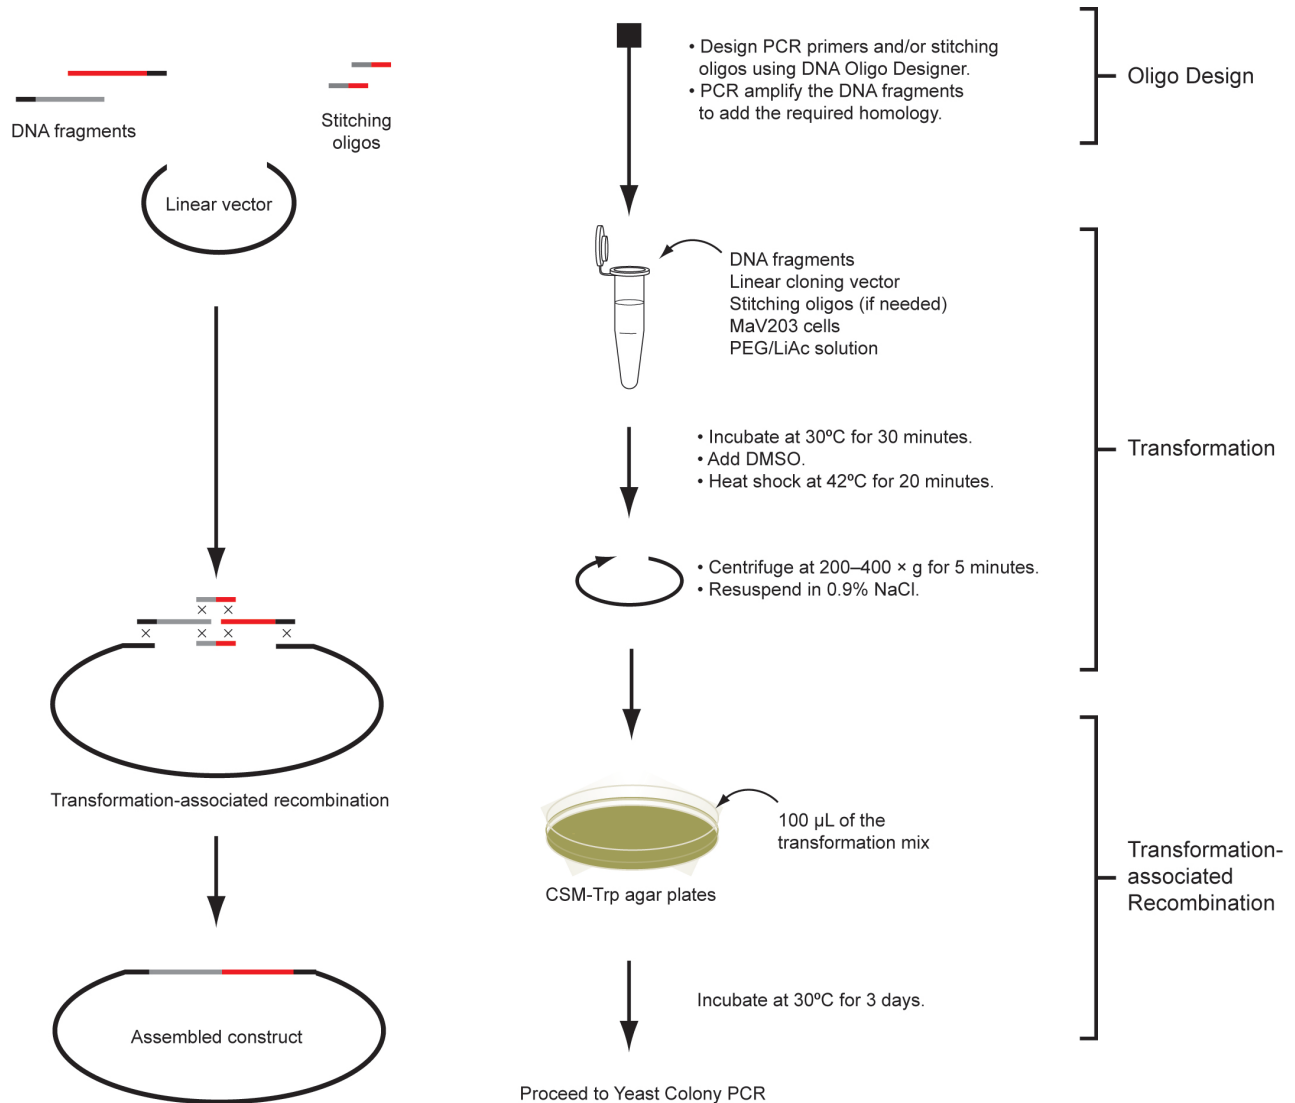 DNA fragments
Stitching
oligos
Linear vector
Transformation-associated recombination
Assembled construct
• Design PCR primers and/or stitching
oligos using DNA Oligo Designer.
• PCR amplify the DNA fragments
to add the required homology.
Oligo Design
DNA fragments
Linear cloning vector
Stitching oligos (if needed)
MaV203 cells
PEG/LiAc solution
• Incubate at 30ºC for 30 minutes.
• Add DMSO.
• Heat shock at 42ºC for 20 minutes.
• Centrifuge at 200–400 × g for 5 minutes.
• Resuspend in 0.9% NaCl.
Transformation
100 µL of the
transformation mix
CSM-Trp agar plates
Incubate at 30ºC for 3 days.
Transformation-
associated
Recombination
Proceed to Yeast Colony PCR